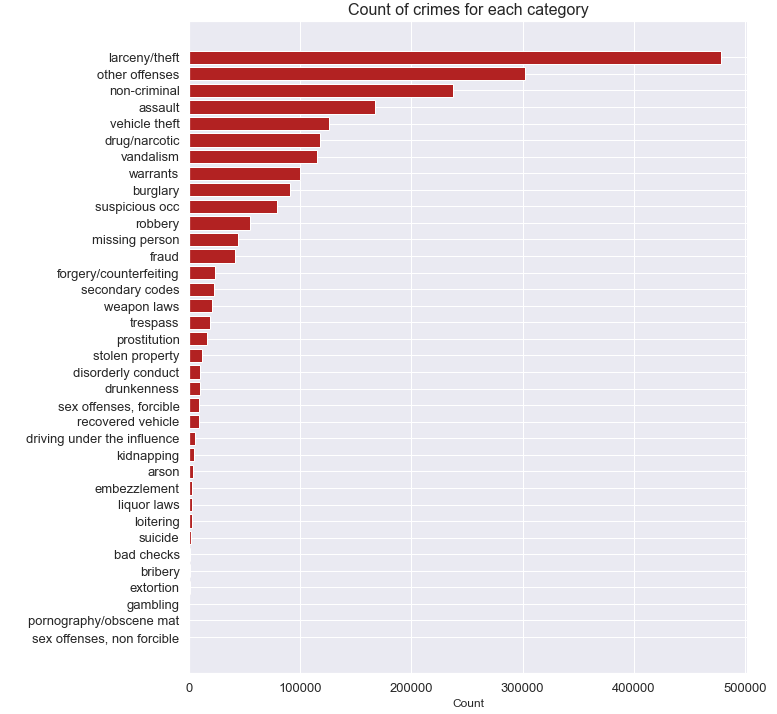 Count of crimes for each category
larceny/theft
other offenses
non-criminal
assault
vehicle theft
drug/narcotic
vandalism
warrants
burglary
suspicious occ
robbery
missing person
fraud
forgery/counterfeiting
secondary codes
weapon laws
trespass
prostitution
stolen property
disorderly conduct
drunkenness
sex offenses, forcible
recovered vehicle
driving under the influence
kidnapping
arson
embezzlement
liquor laws
loitering
suicide
bad checks
bribery
extortion
gambling
pornography/obscene mat
sex offenses, non forcible
0 100000 200000 300000 400000 500000
Count